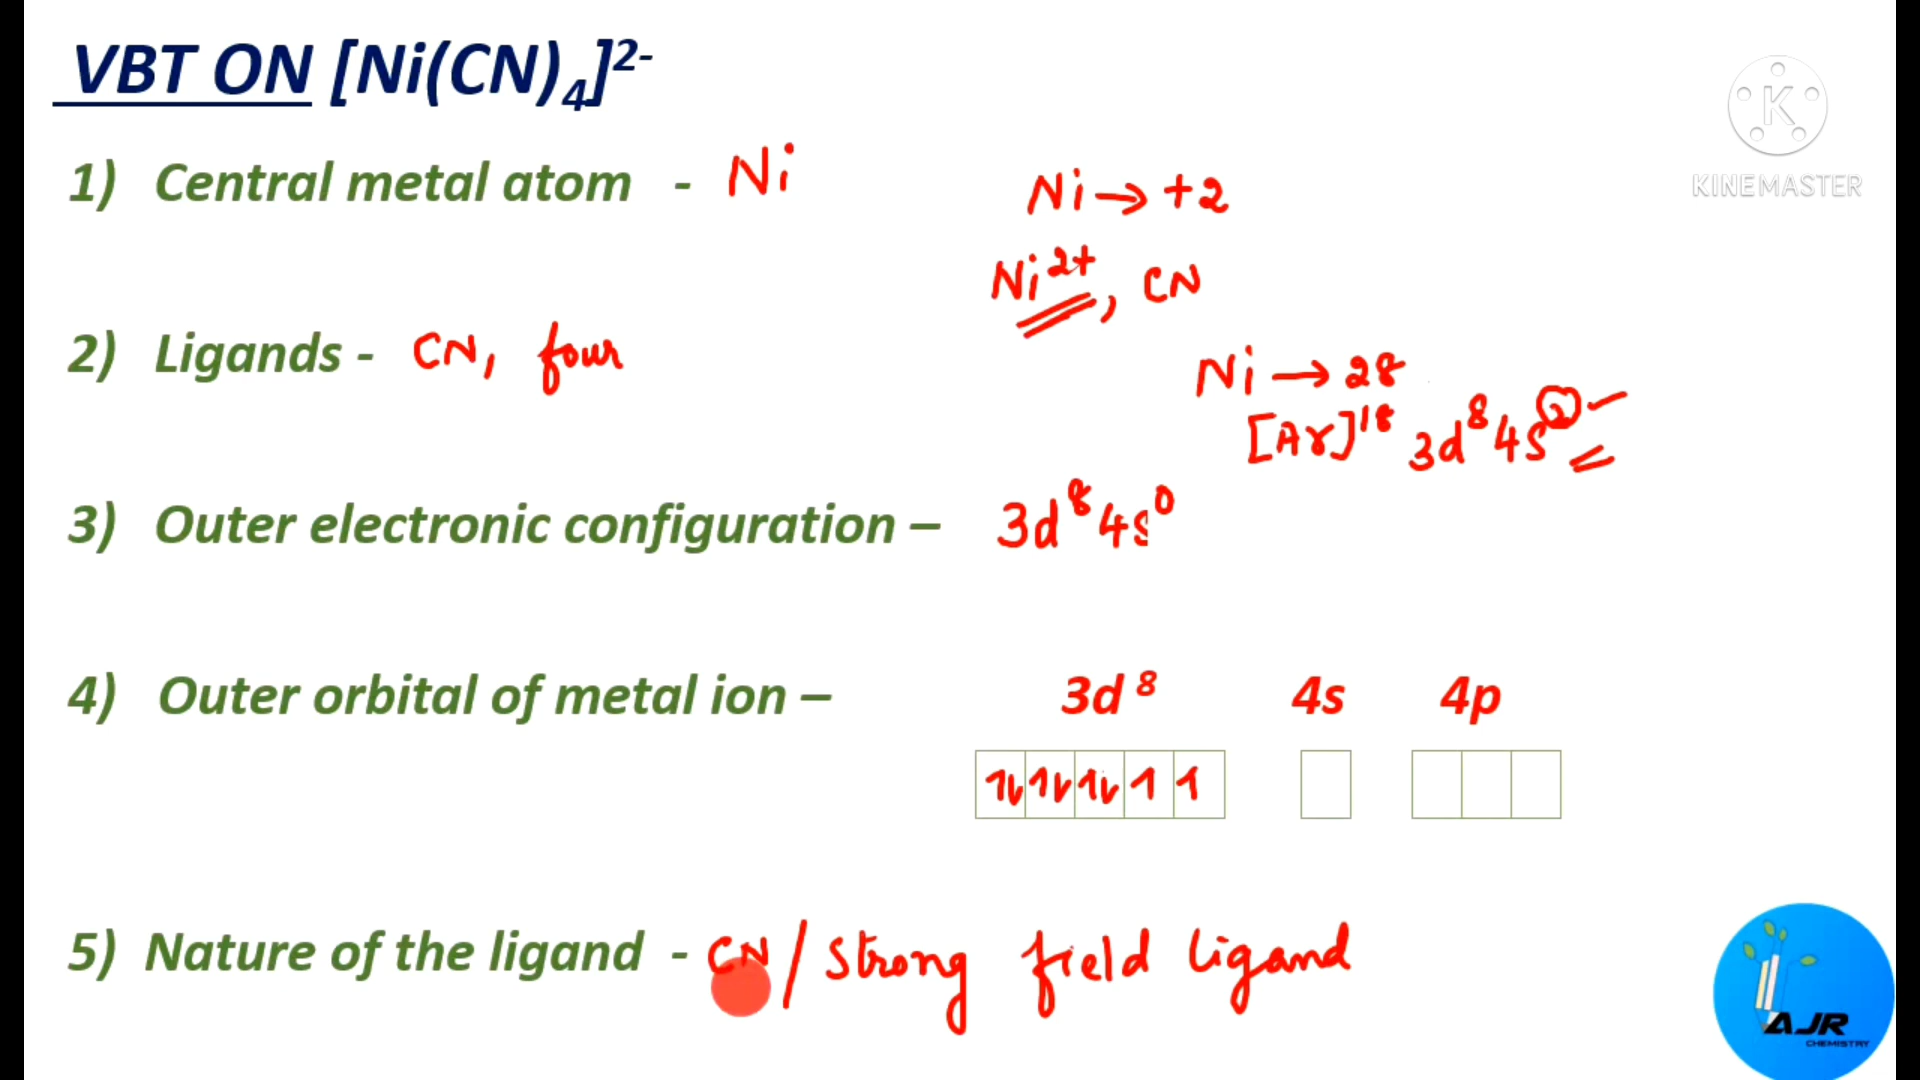 VBT ON [Ni(CN)₄]²⁻
KINEMASTER
1) Central metal atom - Ni
Ni → +2
Ni²⁺, CN
2) Ligands - CN, four
Ni → 28
[Ar]¹⁸ 3d⁸ 4s²
3) Outer electronic configuration – 3d⁸ 4s⁰
4) Outer orbital of metal ion – 3d⁸ 4s 4p
↿⇂ ↿⇂ ↿⇂ ↿ ↿
5) Nature of the ligand - CN / Strong field ligand
AJR
CHEMISTRY